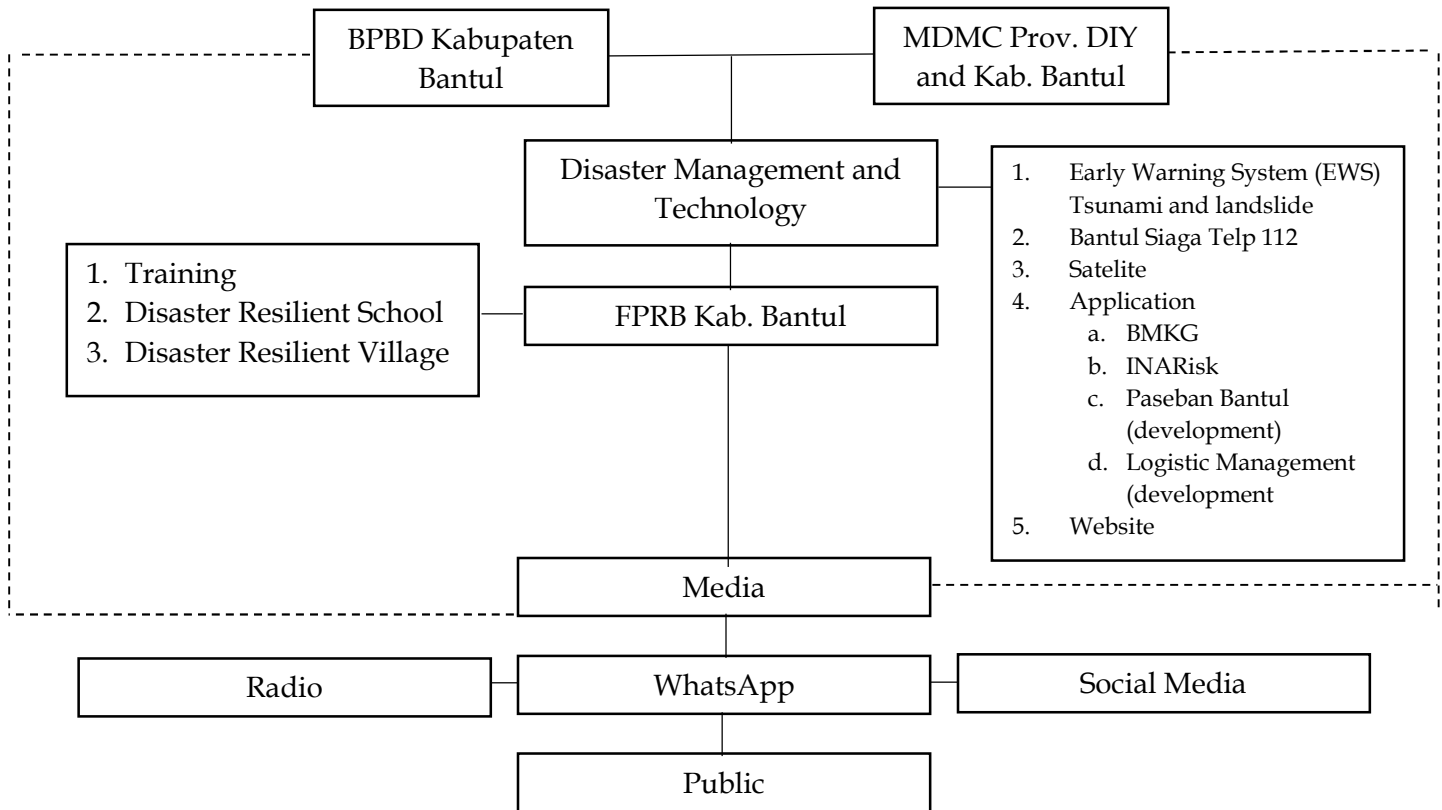 BPBD Kabupaten
Bantul
MDMC Prov. DIY
and Kab. Bantul
Disaster Management and
Technology
1. Early Warning System (EWS)
Tsunami and landslide
2. Bantul Siaga Telp 112
3. Satelite
4. Application
a. BMKG
b. INARisk
c. Paseban Bantul
(development)
d. Logistic Management
(development
5. Website
1. Training
2. Disaster Resilient School
3. Disaster Resilient Village
FPRB Kab. Bantul
Media
Radio
WhatsApp
Social Media
Public